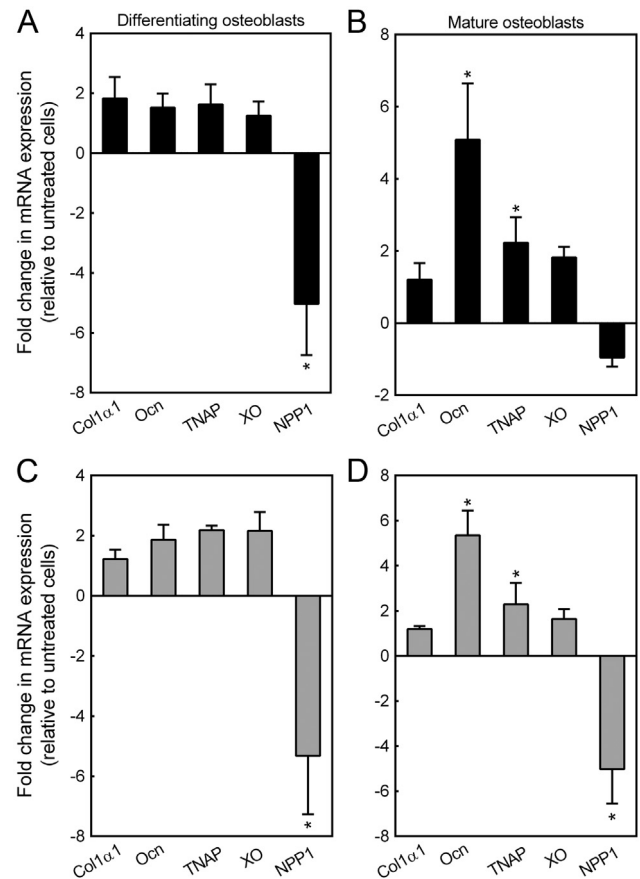 A
Differentiating osteoblasts
B
Mature osteoblasts
Fold change in mRNA expression
(relative to untreated cells)
4
2
0
-2
-4
-6
-8
*
Col1α1
Ocn
TNAP
XO
NPP1
8
6
4
2
0
-2
*
*
Col1α1
Ocn
TNAP
XO
NPP1
C
D
Fold change in mRNA expression
(relative to untreated cells)
4
2
0
-2
-4
-6
-8
*
Col1α1
Ocn
TNAP
XO
NPP1
8
6
4
2
0
-2
-4
-6
-8
*
*
*
Col1α1
Ocn
TNAP
XO
NPP1